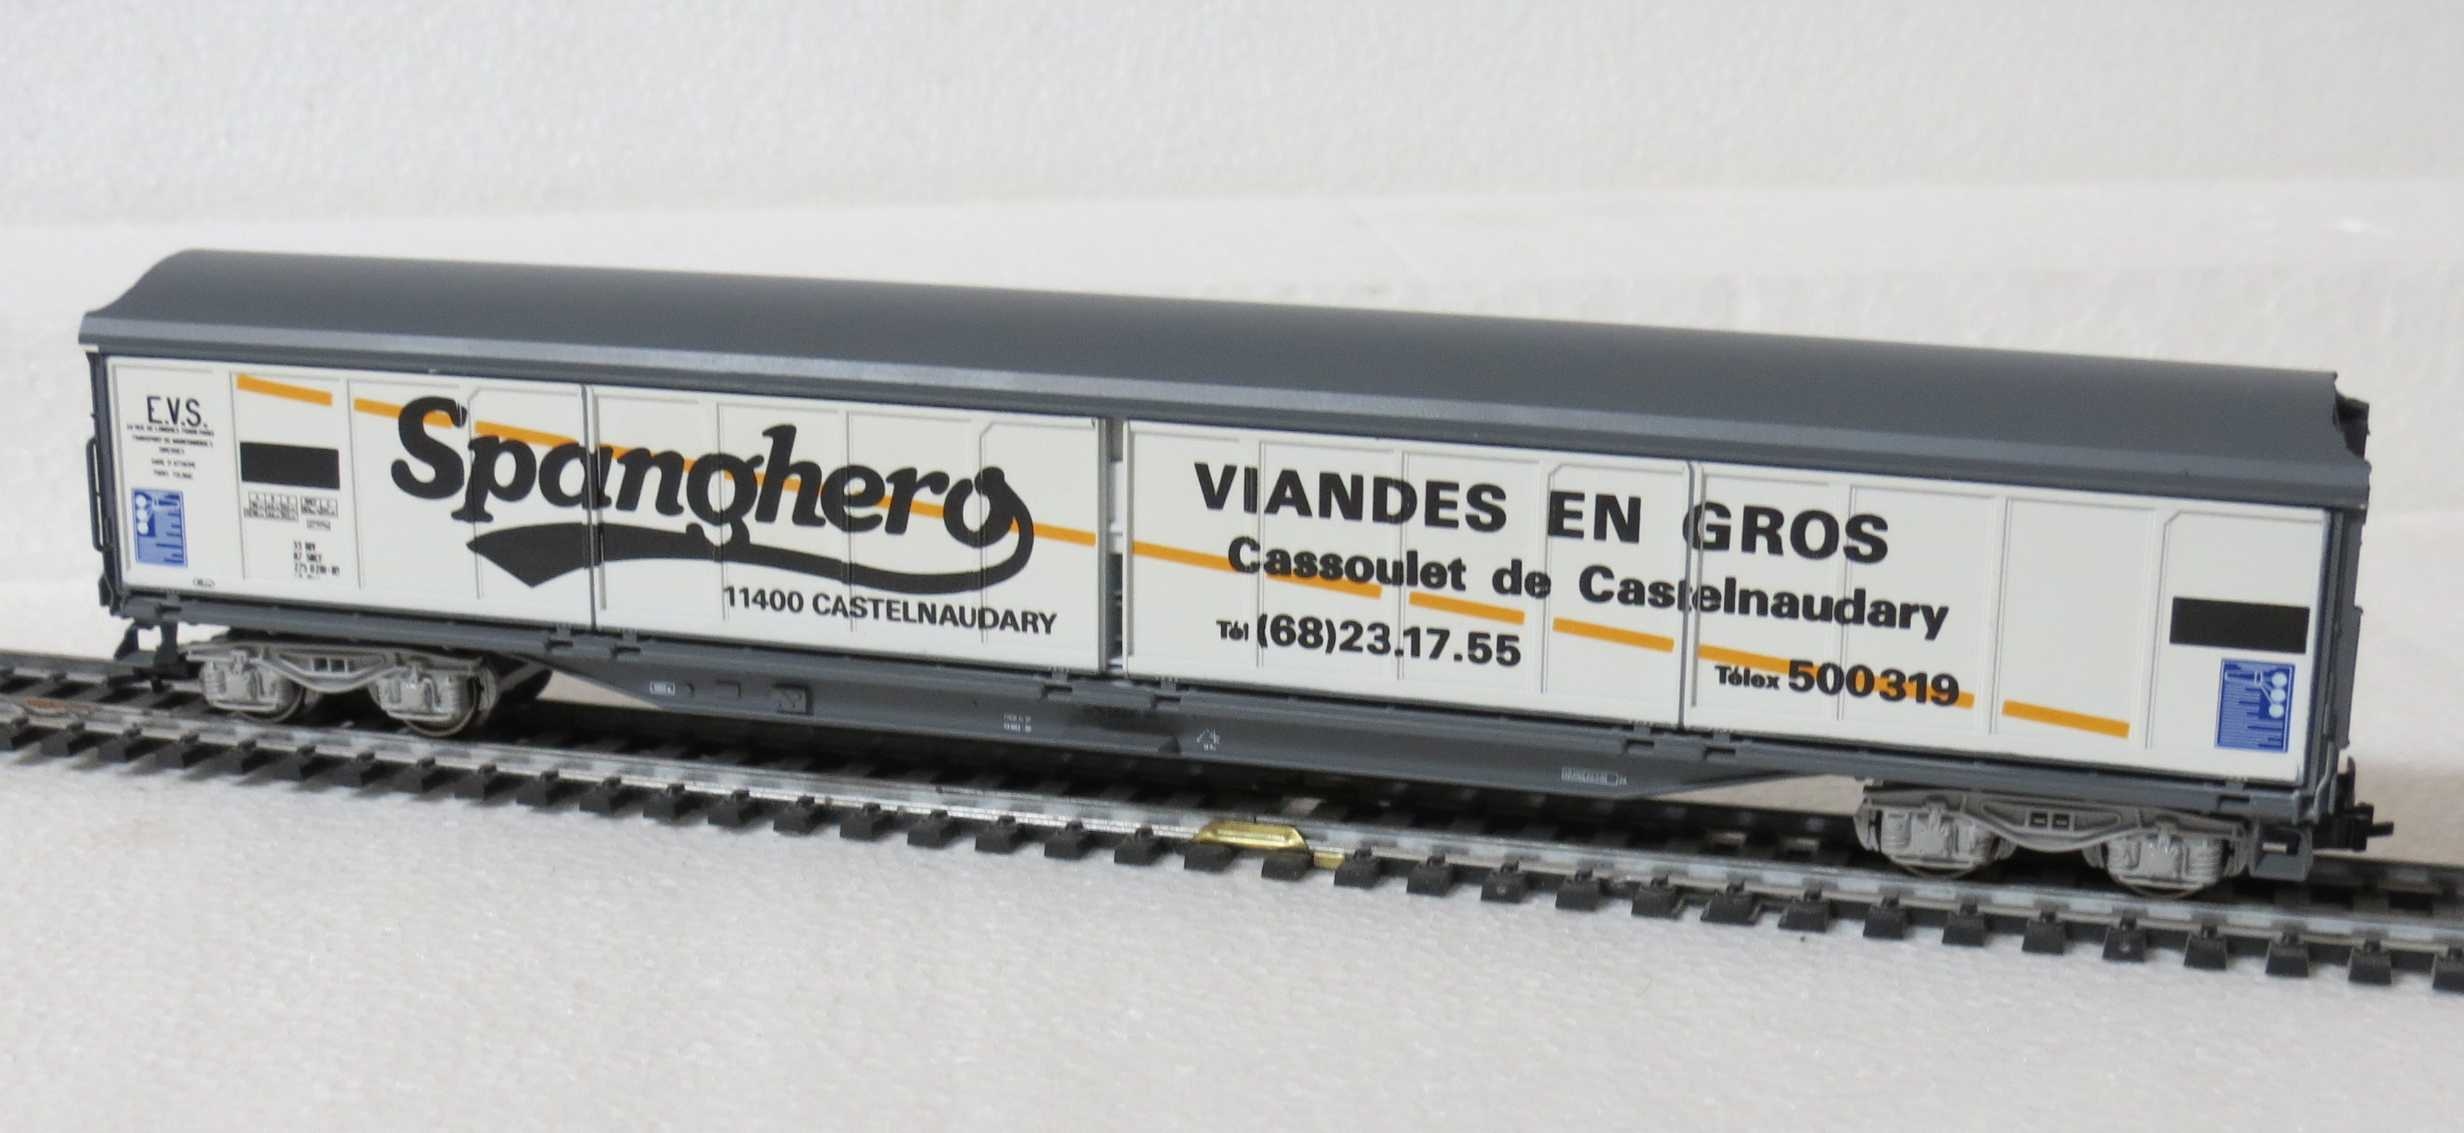 E.V.S.
Spanghero
11400 CASTELNAUDARY
VIANDES EN GROS
Cassoulet de Castelnaudary
Tél (68)23.17.55
Télex 500319